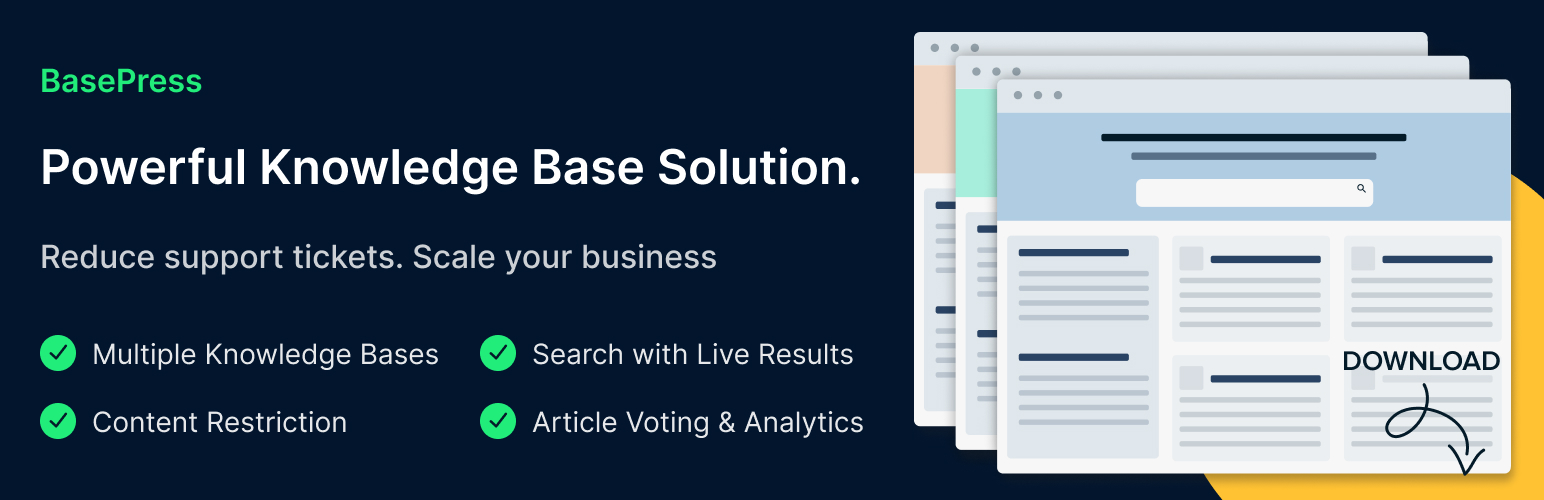 BasePress
Powerful Knowledge Base Solution.
Reduce support tickets. Scale your business
Multiple Knowledge Bases
Search with Live Results
Content Restriction
Article Voting & Analytics
DOWNLOAD